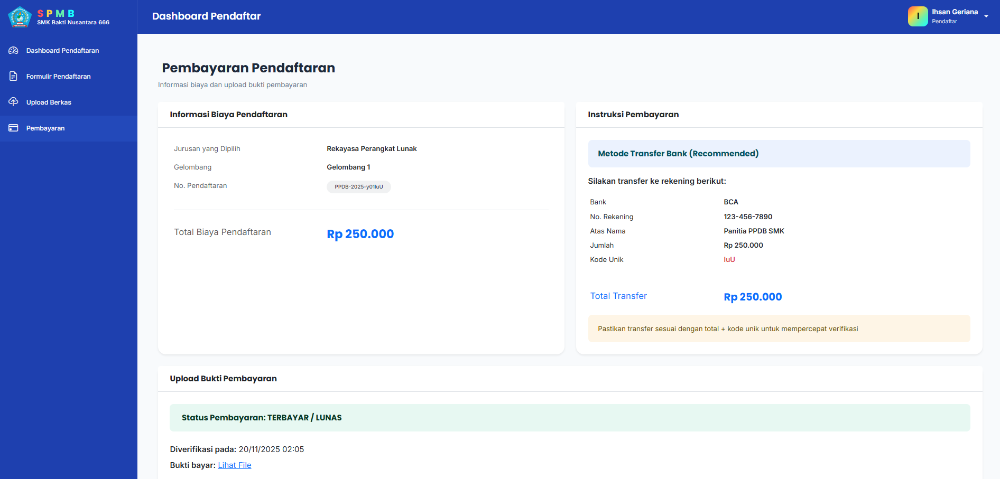 S P M B
SMK Bakti Nusantara 666
Dashboard Pendaftar
I
Ihsan Geriana
Pendaftar
Dashboard Pendaftaran
Formulir Pendaftaran
Upload Berkas
Pembayaran
Pembayaran Pendaftaran
Informasi biaya dan upload bukti pembayaran
Informasi Biaya Pendaftaran
Jurusan yang Dipilih Rekayasa Perangkat Lunak
Gelombang Gelombang 1
No. Pendaftaran PPDB-2025-y01IuU
Total Biaya Pendaftaran Rp 250.000
Instruksi Pembayaran
Metode Transfer Bank (Recommended)
Silakan transfer ke rekening berikut:
Bank BCA
No. Rekening 123-456-7890
Atas Nama Panitia PPDB SMK
Jumlah Rp 250.000
Kode Unik IuU
Total Transfer Rp 250.000
Pastikan transfer sesuai dengan total + kode unik untuk mempercepat verifikasi
Upload Bukti Pembayaran
Status Pembayaran: TERBAYAR / LUNAS
Diverifikasi pada: 20/11/2025 02:05
Bukti bayar: Lihat File